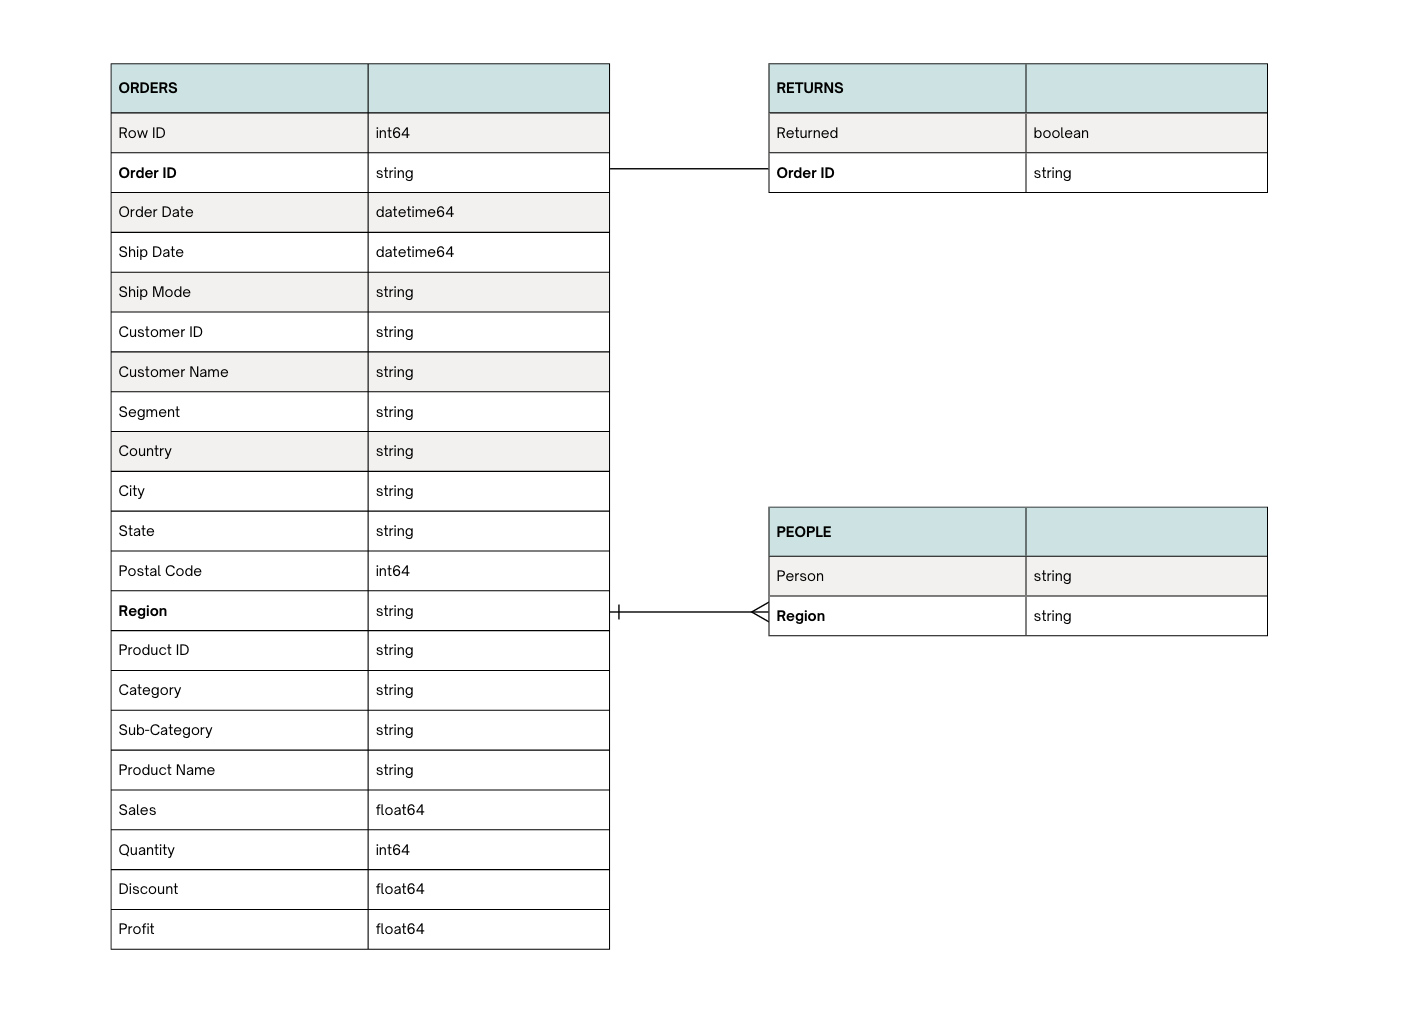 ORDERS
Row ID int64
Order ID string
Order Date datetime64
Ship Date datetime64
Ship Mode string
Customer ID string
Customer Name string
Segment string
Country string
City string
State string
Postal Code int64
Region string
Product ID string
Category string
Sub-Category string
Product Name string
Sales float64
Quantity int64
Discount float64
Profit float64
RETURNS
Returned boolean
Order ID string
PEOPLE
Person string
Region string